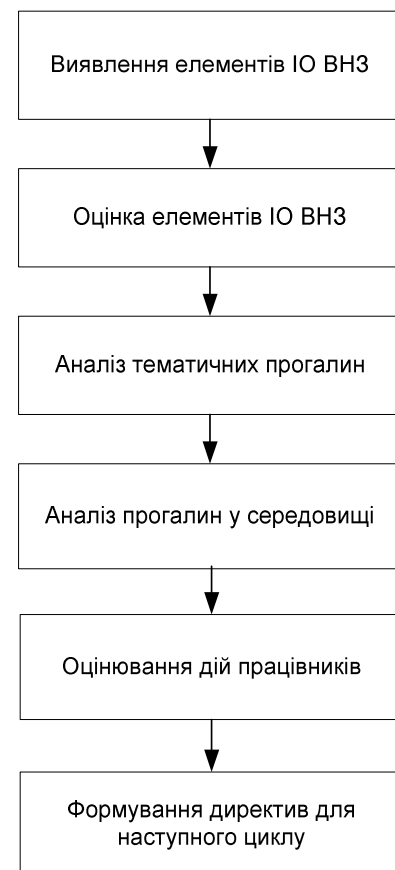 Виявлення елементів ІО ВНЗ
Оцінка елементів ІО ВНЗ
Аналіз тематичних прогалин
Аналіз прогалин у середовищі
Оцінювання дій працівників
Формування директив для
наступного циклу